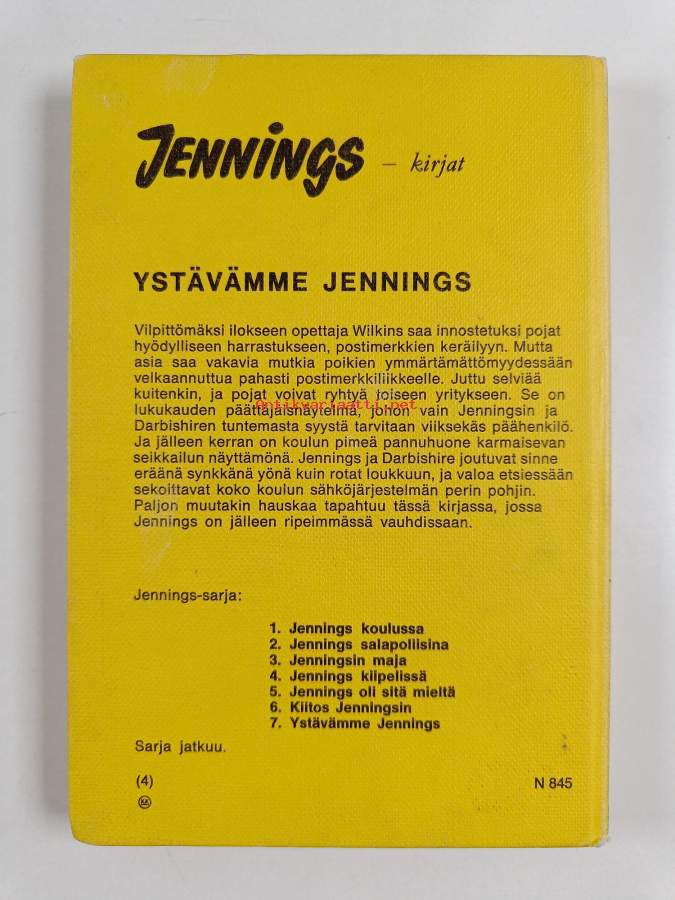 JENNINGS – kirjat
YSTÄVÄMME JENNINGS
Vilpittömäksi ilokseen opettaja Wilkins saa innostetuksi pojat
hyödylliseen harrastukseen, postimerkkien keräilyyn. Mutta
asia saa vakavia mutkia poikien ymmärtämättömyydessään
velkaannuttua pahasti postimerkkiliikkeelle. Juttu selviää
kuitenkin, ja pojat voivat ryhtyä toiseen yritykseen. Se on
Antikvariaatti.net
lukukauden päättäjäisnäytelmä, johon vain Jenningsin ja
Darbishiren tuntemasta syystä tarvitaan viiksekäs päähenkilö.
Ja jälleen kerran on koulun pimeä pannuhuone karmaisevan
seikkailun näyttämönä. Jennings ja Darbishire joutuvat sinne
eräänä synkkänä yönä kuin rotat loukkuun, ja valoa etsiessään
sekoittavat koko koulun sähköjärjestelmän perin pohjin.
Paljon muutakin hauskaa tapahtuu tässä kirjassa, jossa
Jennings on jälleen ripeimmässä vauhdissaan.
Jennings-sarja:
1. Jennings koulussa
2. Jennings salapoliisina
3. Jenningsin maja
4. Jennings kiipelissä
5. Jennings oli sitä mieltä
6. Kiitos Jenningsin
7. Ystävämme Jennings
Sarja jatkuu.
(4) N 845